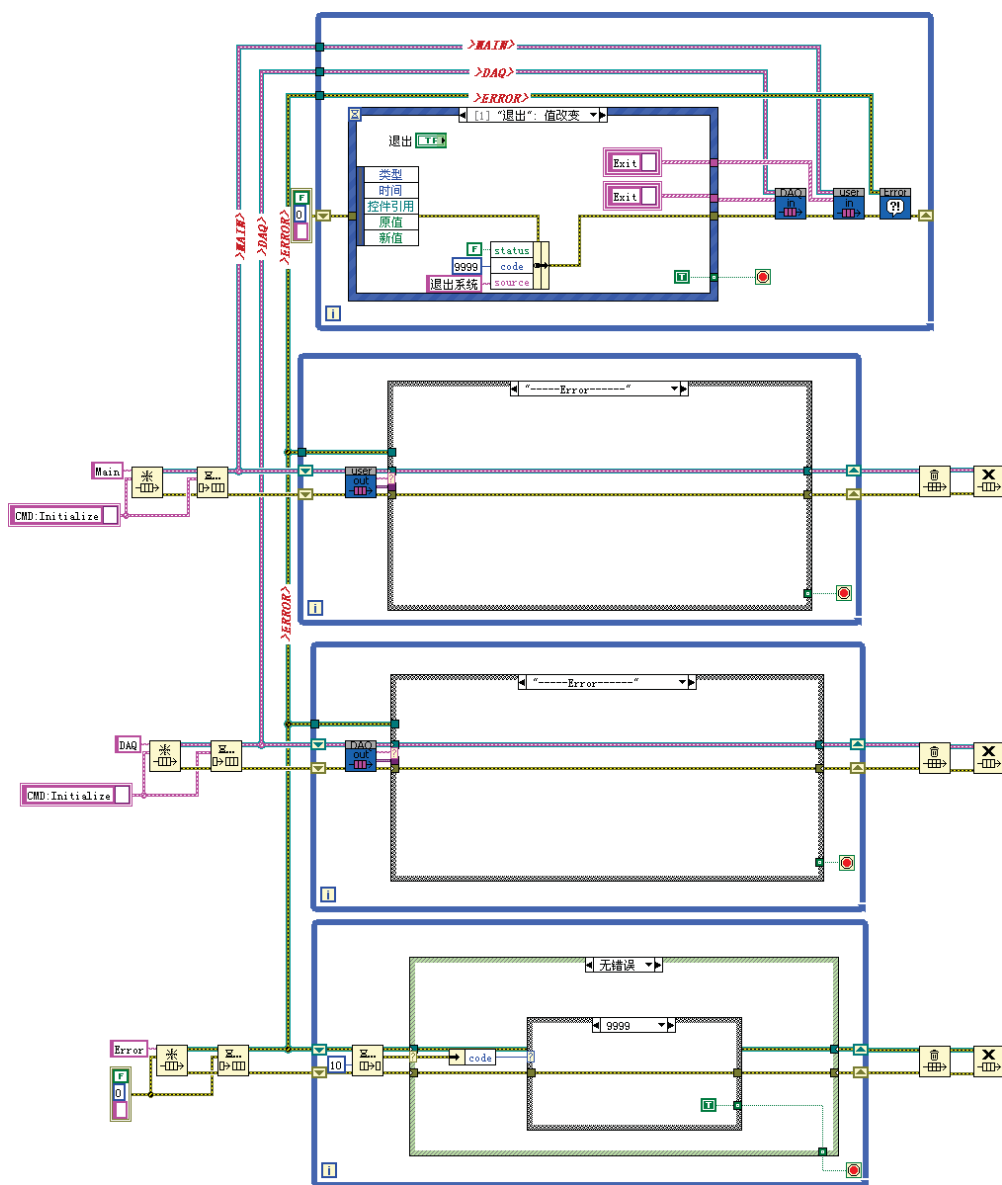 >MAIN>
>DAQ>
>ERROR>
[1] "退出": 值改变
退出
TF
类型
时间
控件引用
原值
新值
F
0
F
status
9999
code
退出系统
source
Exit
Exit
DAQ
in
user
in
Error
?!
T
i
>MAIN>
>DAQ>
>ERROR>
"-----Error------"
Main
CMD:Initialize
user
out
?
i
>ERROR>
"-----Error------"
DAQ
CMD:Initialize
DAQ
out
?
i
无错误
9999
Error
F
0
10
?
code
?
T
i